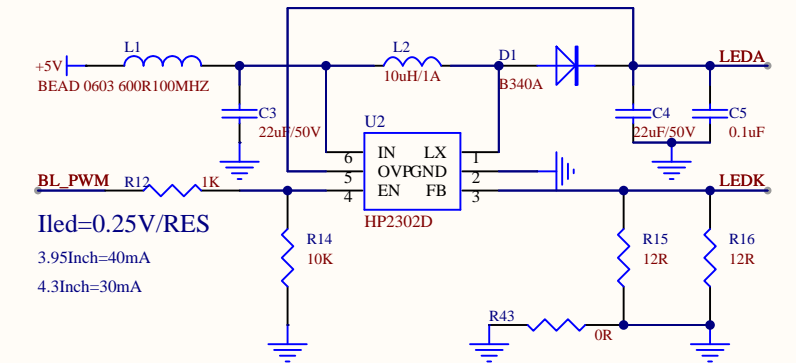 L1
L2
D1
+5V
LEDA
10uH/1A
B340A
BEAD 0603 600R100MHZ
C3
C4
C5
22uF/50V
22uF/50V
0.1uF
U2
IN
LX
6
1
OVP
GND
5
2
EN
FB
4
3
HP2302D
BL_PWM
R12
1K
LEDK
Iled=0.25V/RES
3.95Inch=40mA
4.3Inch=30mA
R14
10K
R15
12R
R16
12R
R43
0R